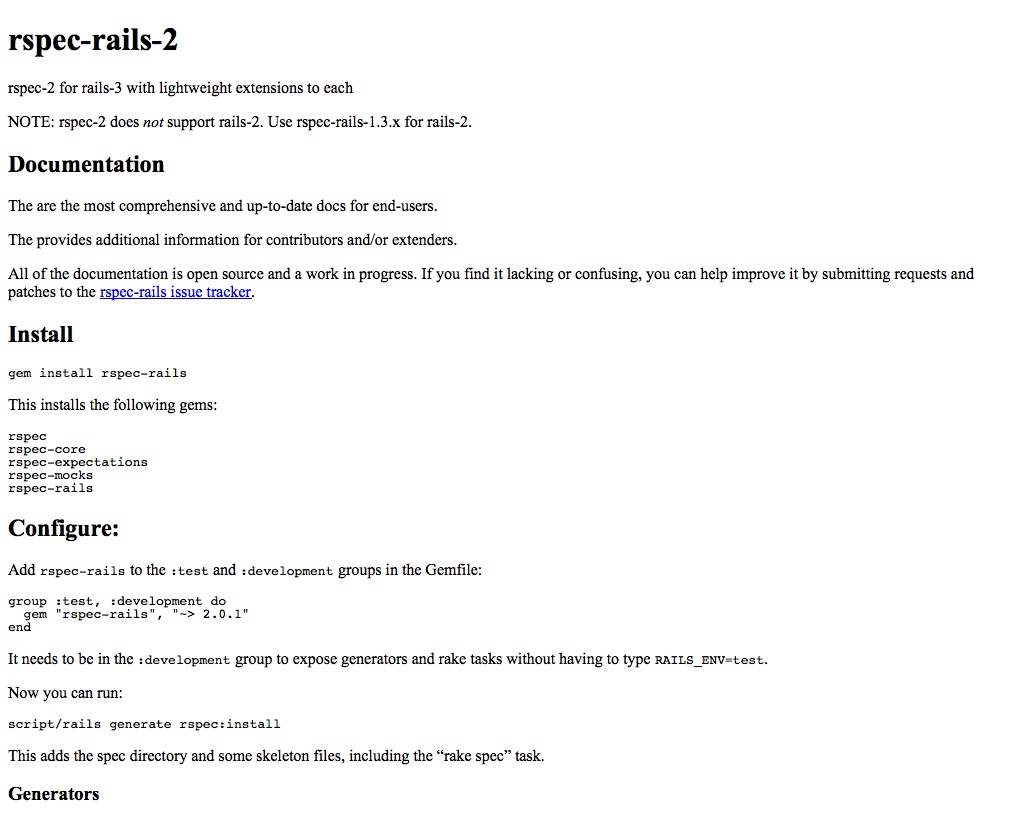 rspec-rails-2
rspec-2 for rails-3 with lightweight extensions to each
NOTE: rspec-2 does not support rails-2. Use rspec-rails-1.3.x for rails-2.
Documentation
The are the most comprehensive and up-to-date docs for end-users.
The provides additional information for contributors and/or extenders.
All of the documentation is open source and a work in progress. If you find it lacking or confusing, you can help improve it by submitting requests and
patches to the rspec-rails issue tracker.
Install
gem install rspec-rails
This installs the following gems:
rspec
rspec-core
rspec-expectations
rspec-mocks
rspec-rails
Configure:
Add rspec-rails to the :test and :development groups in the Gemfile:
group :test, :development do
  gem "rspec-rails", "~> 2.0.1"
end
It needs to be in the :development group to expose generators and rake tasks without having to type RAILS_ENV=test.
Now you can run:
script/rails generate rspec:install
This adds the spec directory and some skeleton files, including the “rake spec” task.
Generators